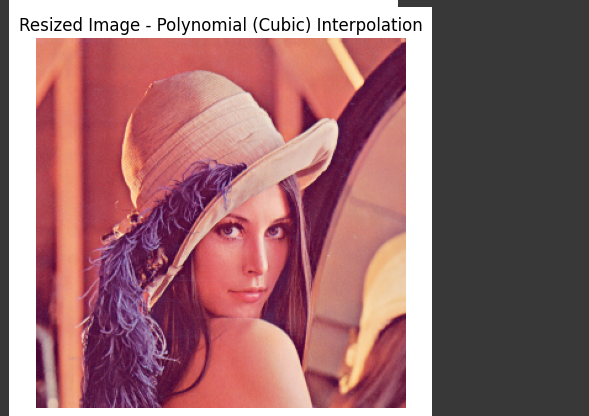 Resized Image - Polynomial (Cubic) Interpolation